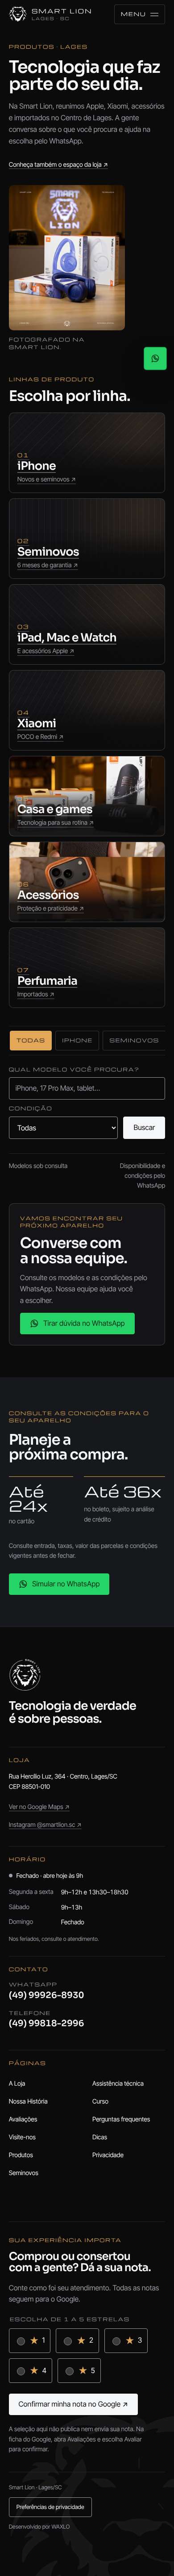 SMART LION
LAGES · SC
MENU
PRODUTOS · LAGES
Tecnologia que faz
parte do seu dia.
Na Smart Lion, reunimos Apple, Xiaomi, acessórios
e importados no Centro de Lages. A gente
conversa sobre o que você procura e ajuda na
escolha pelo WhatsApp.
Conheça também o espaço da loja ↗
SMART
LION
FOTOGRAFADO NA
SMART LION.
LINHAS DE PRODUTO
Escolha por linha.
01
iPhone
Novos e seminovos ↗
02
Seminovos
6 meses de garantia ↗
03
iPad, Mac e Watch
E acessórios Apple ↗
04
Xiaomi
POCO e Redmi ↗
Casa e games
Tecnologia para sua rotina ↗
06
Acessórios
Proteção e praticidade ↗
07
Perfumaria
Importados ↗
TODAS
IPHONE
SEMINOVOS
QUAL MODELO VOCÊ PROCURA?
iPhone, 17 Pro Max, tablet...
CONDIÇÃO
Todas
Buscar
Modelos sob consulta
Disponibilidade e
condições pelo
WhatsApp
VAMOS ENCONTRAR SEU
PRÓXIMO APARELHO
Converse com
a nossa equipe.
Consulte os modelos e as condições pelo
WhatsApp. Nossa equipe ajuda você
a escolher.
Tirar dúvida no WhatsApp
CONSULTE AS CONDIÇÕES PARA O
SEU APARELHO
Planeje a
próxima compra.
Até
24x
no cartão
Até 36x
no boleto, sujeito a análise
de crédito
Consulte entrada, taxas, valor das parcelas e condições
vigentes antes de fechar.
Simular no WhatsApp
Tecnologia de verdade
é sobre pessoas.
LOJA
Rua Hercílio Luz, 364 · Centro, Lages/SC
CEP 88501-010
Ver no Google Maps ↗
Instagram @smartlion.sc ↗
HORÁRIO
Fechado · abre hoje às 9h
Segunda a sexta 9h–12h e 13h30–18h30
Sábado 9h–13h
Domingo Fechado
Nos feriados, consulte o atendimento.
CONTATO
WHATSAPP
(49) 99926-8930
TELEFONE
(49) 99818-2996
PÁGINAS
A Loja
Assistência técnica
Nossa História
Curso
Avaliações
Perguntas frequentes
Visite-nos
Dicas
Produtos
Privacidade
Seminovos
SUA EXPERIÊNCIA IMPORTA
Comprou ou consertou
com a gente? Dá a sua nota.
Conte como foi seu atendimento. Todas as notas
seguem para o Google.
ESCOLHA DE 1 A 5 ESTRELAS
★ 1
★ 2
★ 3
★ 4
★ 5
Confirmar minha nota no Google ↗
A seleção aqui não publica nem envia sua nota. Na
ficha do Google, abra Avaliações e escolha Avaliar
para confirmar.
Smart Lion · Lages/SC
Preferências de privacidade
Desenvolvido por WAXLO